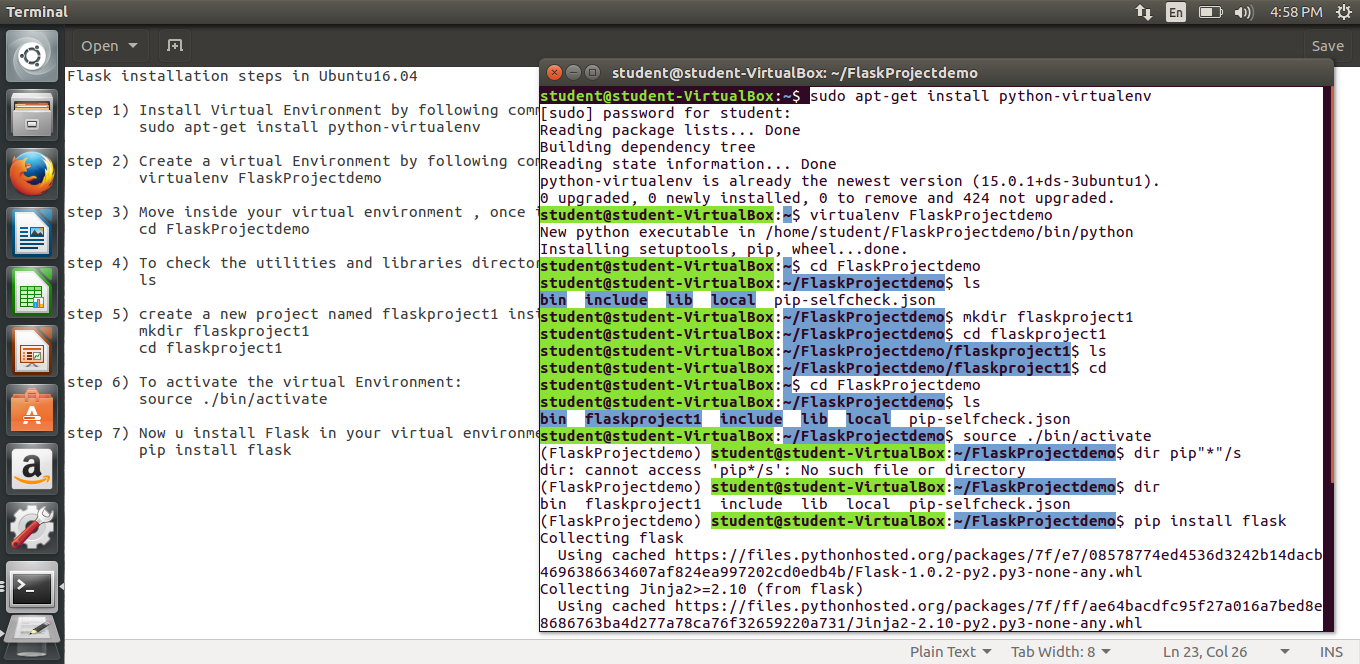 Terminal
En
4:58 PM
Open
Save
Flask installation steps in Ubuntu16.04
step 1) Install Virtual Environment by following com
sudo apt-get install python-virtualenv
step 2) Create a virtual Environment by following com
virtualenv FlaskProjectdemo
step 3) Move inside your virtual environment , once i
cd FlaskProjectdemo
step 4) To check the utilities and libraries director
ls
step 5) create a new project named flaskproject1 insi
mkdir flaskproject1
cd flaskproject1
step 6) To activate the virtual Environment:
source ./bin/activate
step 7) Now u install Flask in your virtual environme
pip install flask
student@student-VirtualBox: ~/FlaskProjectdemo
student@student-VirtualBox:~$ sudo apt-get install python-virtualenv
[sudo] password for student:
Reading package lists... Done
Building dependency tree
Reading state information... Done
python-virtualenv is already the newest version (15.0.1+ds-3ubuntu1).
0 upgraded, 0 newly installed, 0 to remove and 424 not upgraded.
student@student-VirtualBox:~$ virtualenv FlaskProjectdemo
New python executable in /home/student/FlaskProjectdemo/bin/python
Installing setuptools, pip, wheel...done.
student@student-VirtualBox:~$ cd FlaskProjectdemo
student@student-VirtualBox:~/FlaskProjectdemo$ ls
bin include lib local pip-selfcheck.json
student@student-VirtualBox:~/FlaskProjectdemo$ mkdir flaskproject1
student@student-VirtualBox:~/FlaskProjectdemo$ cd flaskproject1
student@student-VirtualBox:~/FlaskProjectdemo/flaskproject1$ ls
student@student-VirtualBox:~/FlaskProjectdemo/flaskproject1$ cd
student@student-VirtualBox:~$ cd FlaskProjectdemo
student@student-VirtualBox:~/FlaskProjectdemo$ ls
bin flaskproject1 include lib local pip-selfcheck.json
student@student-VirtualBox:~/FlaskProjectdemo$ source ./bin/activate
(FlaskProjectdemo) student@student-VirtualBox:~/FlaskProjectdemo$ dir pip"*"/s
dir: cannot access 'pip*/s': No such file or directory
(FlaskProjectdemo) student@student-VirtualBox:~/FlaskProjectdemo$ dir
bin flaskproject1 include lib local pip-selfcheck.json
(FlaskProjectdemo) student@student-VirtualBox:~/FlaskProjectdemo$ pip install flask
Collecting flask
Using cached https://files.pythonhosted.org/packages/7f/e7/08578774ed4536d3242b14dacb
4696386634607af824ea997202cd0edb4b/Flask-1.0.2-py2.py3-none-any.whl
Collecting Jinja2>=2.10 (from flask)
Using cached https://files.pythonhosted.org/packages/7f/ff/ae64bacdfc95f27a016a7bed8e
8686763ba4d277a78ca76f32659220a731/Jinja2-2.10-py2.py3-none-any.whl
Plain Text
Tab Width: 8
Ln 23, Col 26
INS